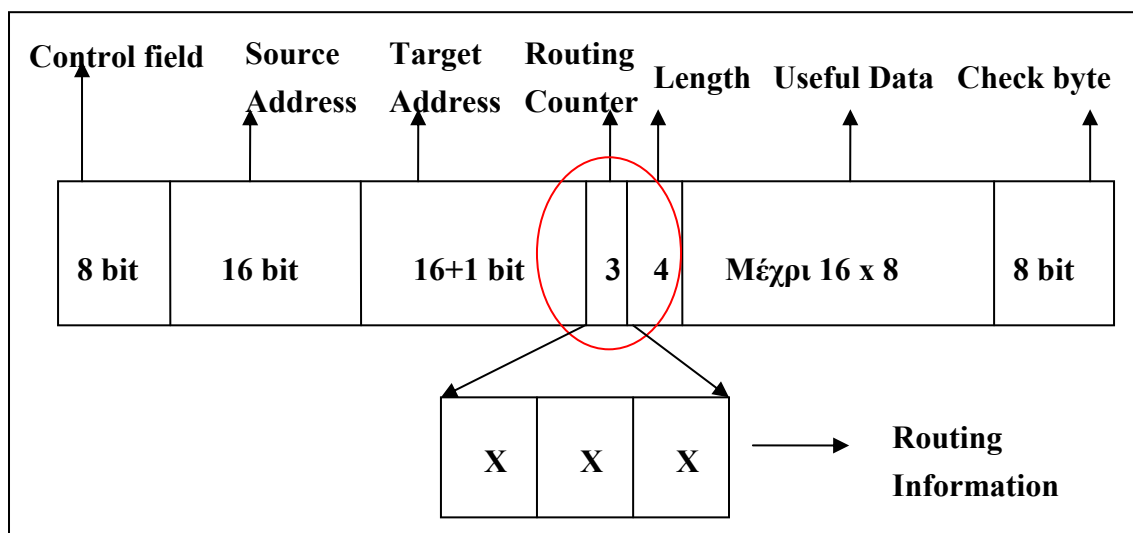 Control field
Source
Address
Target
Address
Routing
Counter
Length
Useful Data
Check byte
8 bit
16 bit
16+1 bit
3
4
Μέχρι 16 x 8
8 bit
X
X
X
Routing
Information